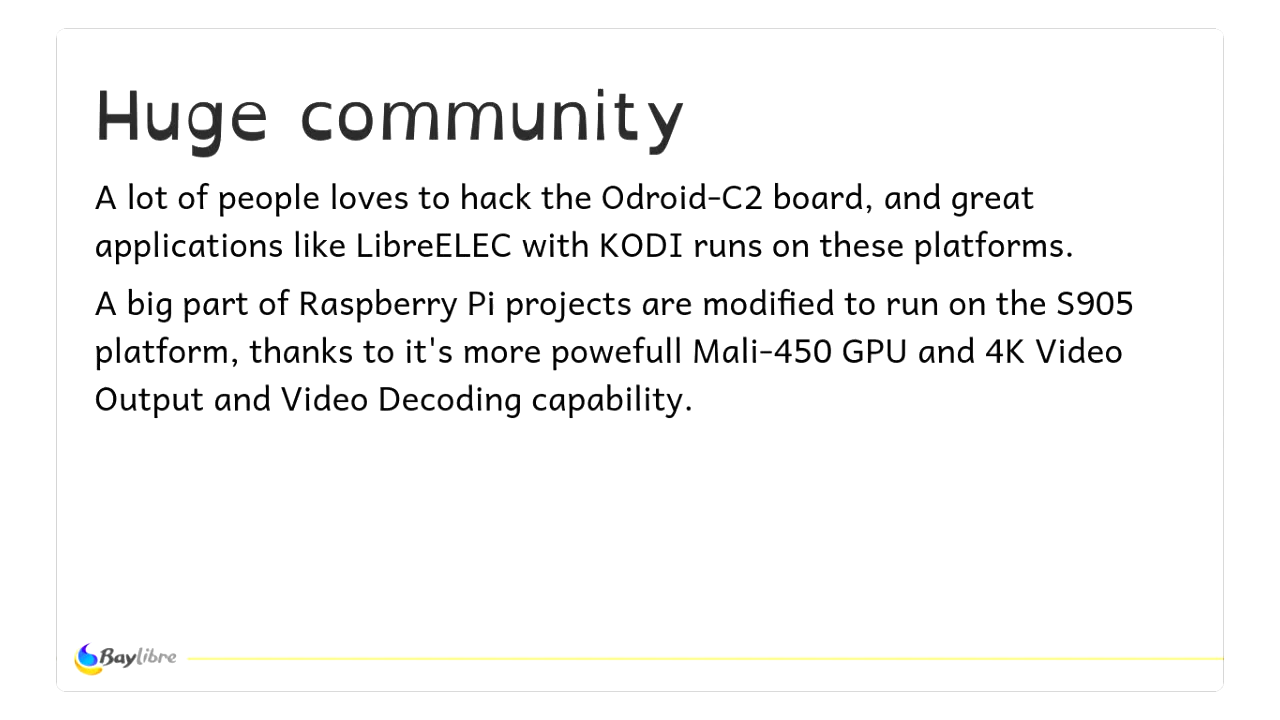 Huge community
A lot of people loves to hack the Odroid-C2 board, and great
applications like LibreELEC with KODI runs on these platforms.
A big part of Raspberry Pi projects are modified to run on the S905
platform, thanks to it's more powefull Mali-450 GPU and 4K Video
Output and Video Decoding capability.
Baylibre